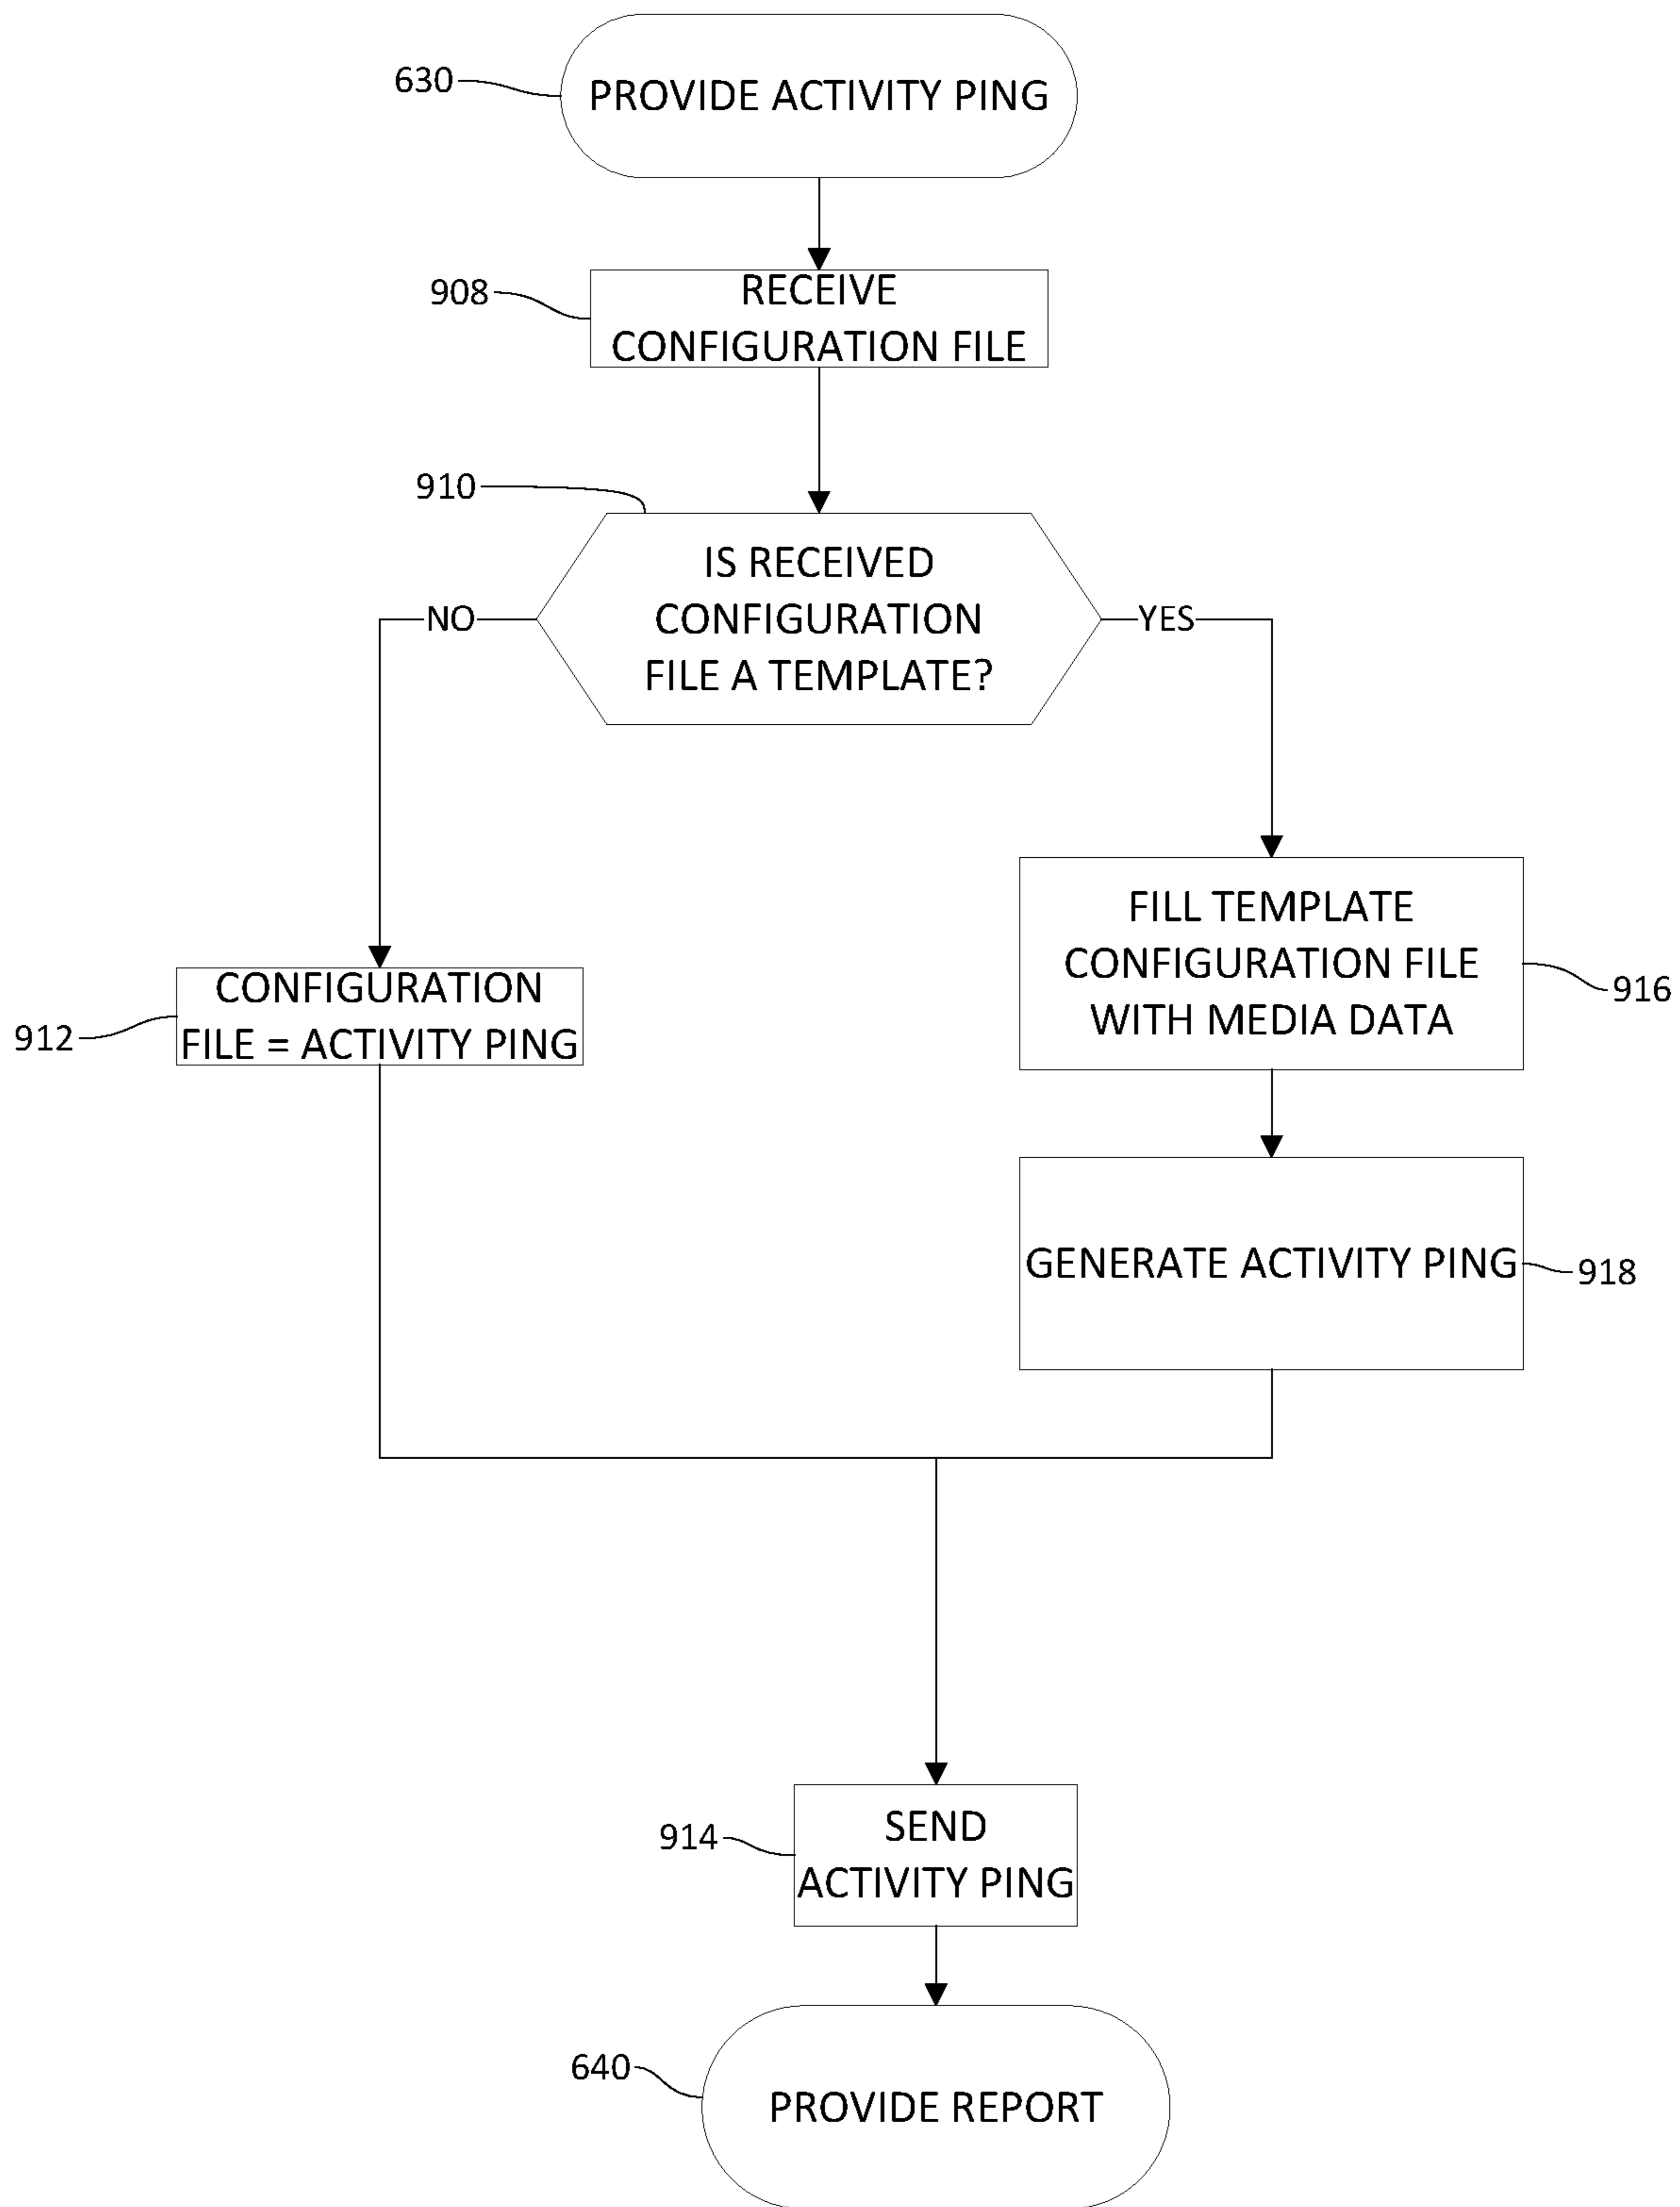 630
PROVIDE ACTIVITY PING
908
RECEIVE
CONFIGURATION FILE
910
IS RECEIVED
CONFIGURATION
FILE A TEMPLATE?
NO
YES
912
CONFIGURATION
FILE = ACTIVITY PING
FILL TEMPLATE
CONFIGURATION FILE
WITH MEDIA DATA
916
GENERATE ACTIVITY PING
918
914
SEND
ACTIVITY PING
640
PROVIDE REPORT